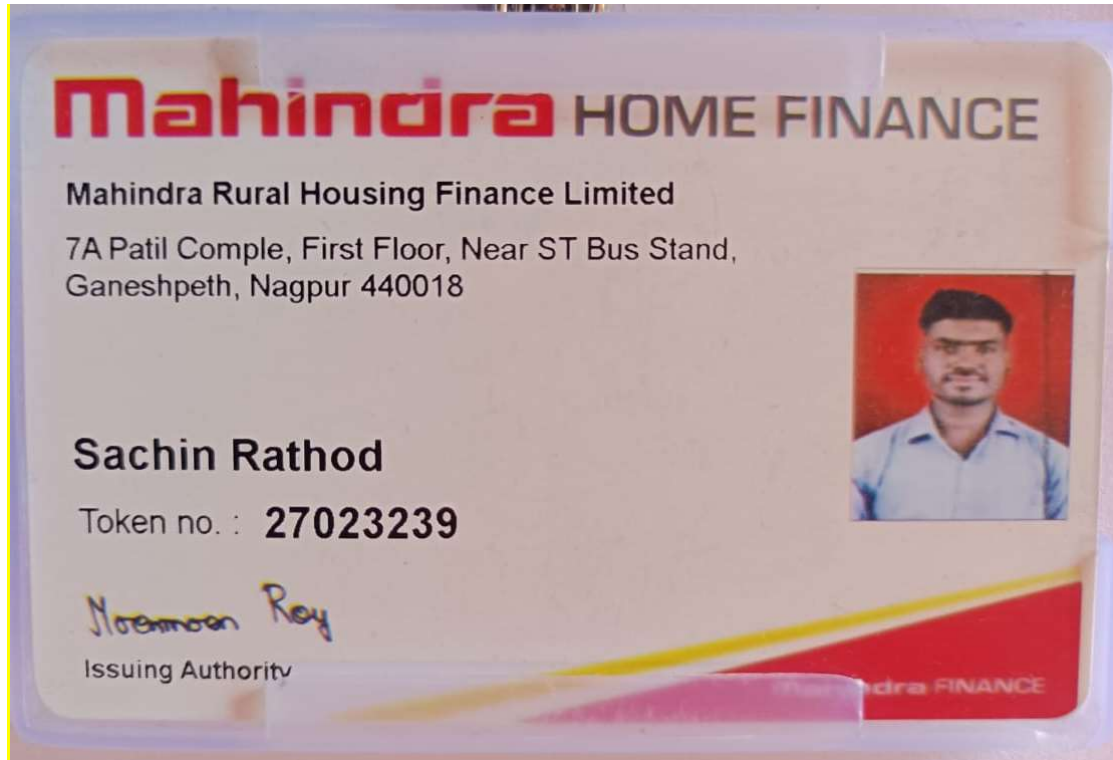 Mahindra HOME FINANCE
Mahindra Rural Housing Finance Limited
7A Patil Comple, First Floor, Near ST Bus Stand,
Ganeshpeth, Nagpur 440018
Sachin Rathod
Token no. : 27023239
Roy
Issuing Authority
Mahindra FINANCE